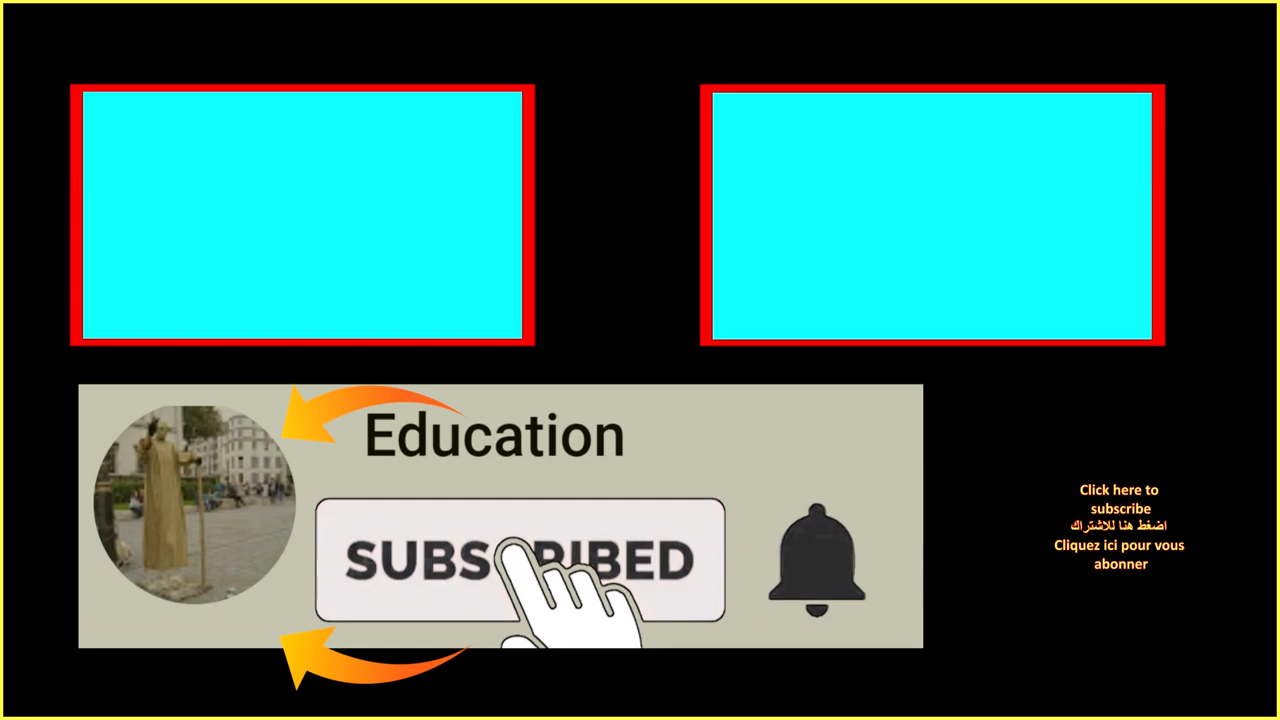 Education
SUBSCRIBED
Click here to
subscribe
اضغط هنا للاشتراك
Cliquez ici pour vous
abonner